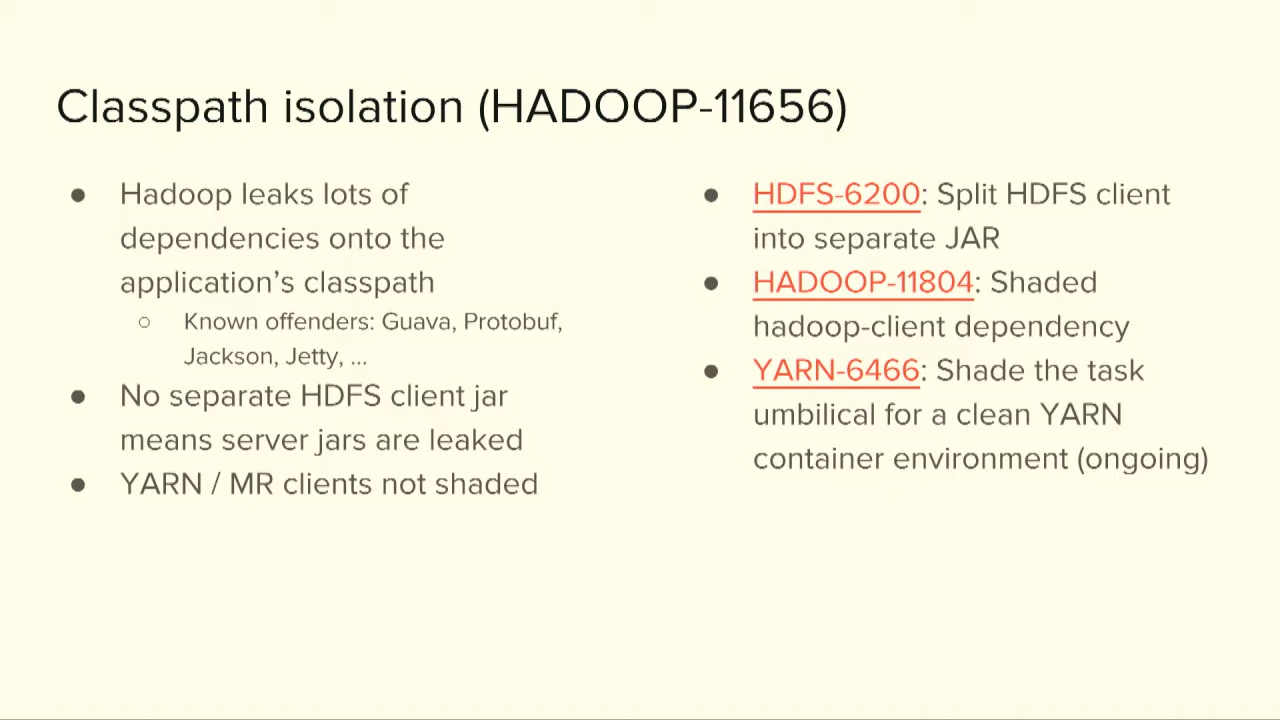 Classpath isolation (HADOOP-11656)
● Hadoop leaks lots of
dependencies onto the
application’s classpath
○ Known offenders: Guava, Protobuf,
Jackson, Jetty, ...
● No separate HDFS client jar
means server jars are leaked
● YARN / MR clients not shaded
● HDFS-6200: Split HDFS client
into separate JAR
● HADOOP-11804: Shaded
hadoop-client dependency
● YARN-6466: Shade the task
umbilical for a clean YARN
container environment (ongoing)